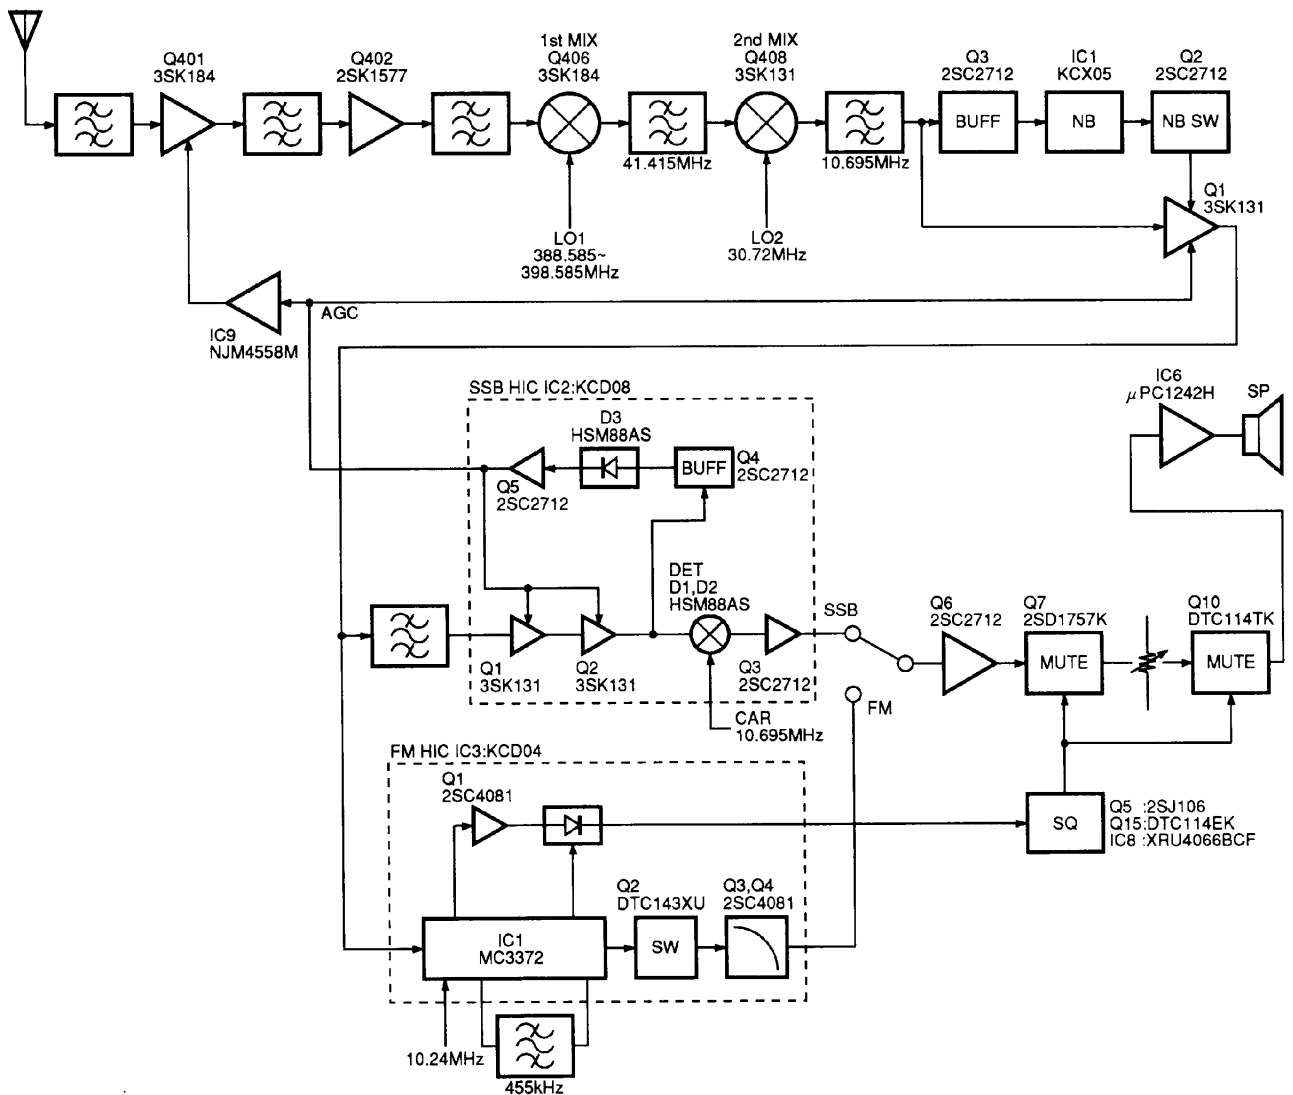 Q401
3SK184
Q402
2SK1577
1st MIX
Q406
3SK184
2nd MIX
Q408
3SK131
Q3
2SC2712
IC1
KCX05
Q2
2SC2712
BUFF
NB
NB SW
41.415MHz
10.695MHz
Q1
3SK131
LO1
388.585~
398.585MHz
LO2
30.72MHz
AGC
IC9
NJM4558M
IC6
μPC1242H
SP
SSB HIC IC2:KCD08
D3
HSM88AS
BUFF
Q4
2SC2712
Q5
2SC2712
DET
D1,D2
HSM88AS
SSB
Q6
2SC2712
Q7
2SD1757K
Q10
DTC114TK
MUTE
MUTE
Q1
3SK131
Q2
3SK131
Q3
2SC2712
FM
CAR
10.695MHz
FM HIC IC3:KCD04
Q1
2SC4081
SQ
Q5 :2SJ106
Q15:DTC114EK
IC8 :XRU4066BCF
Q2
DTC143XU
Q3,Q4
2SC4081
IC1
MC3372
SW
10.24MHz
455kHz